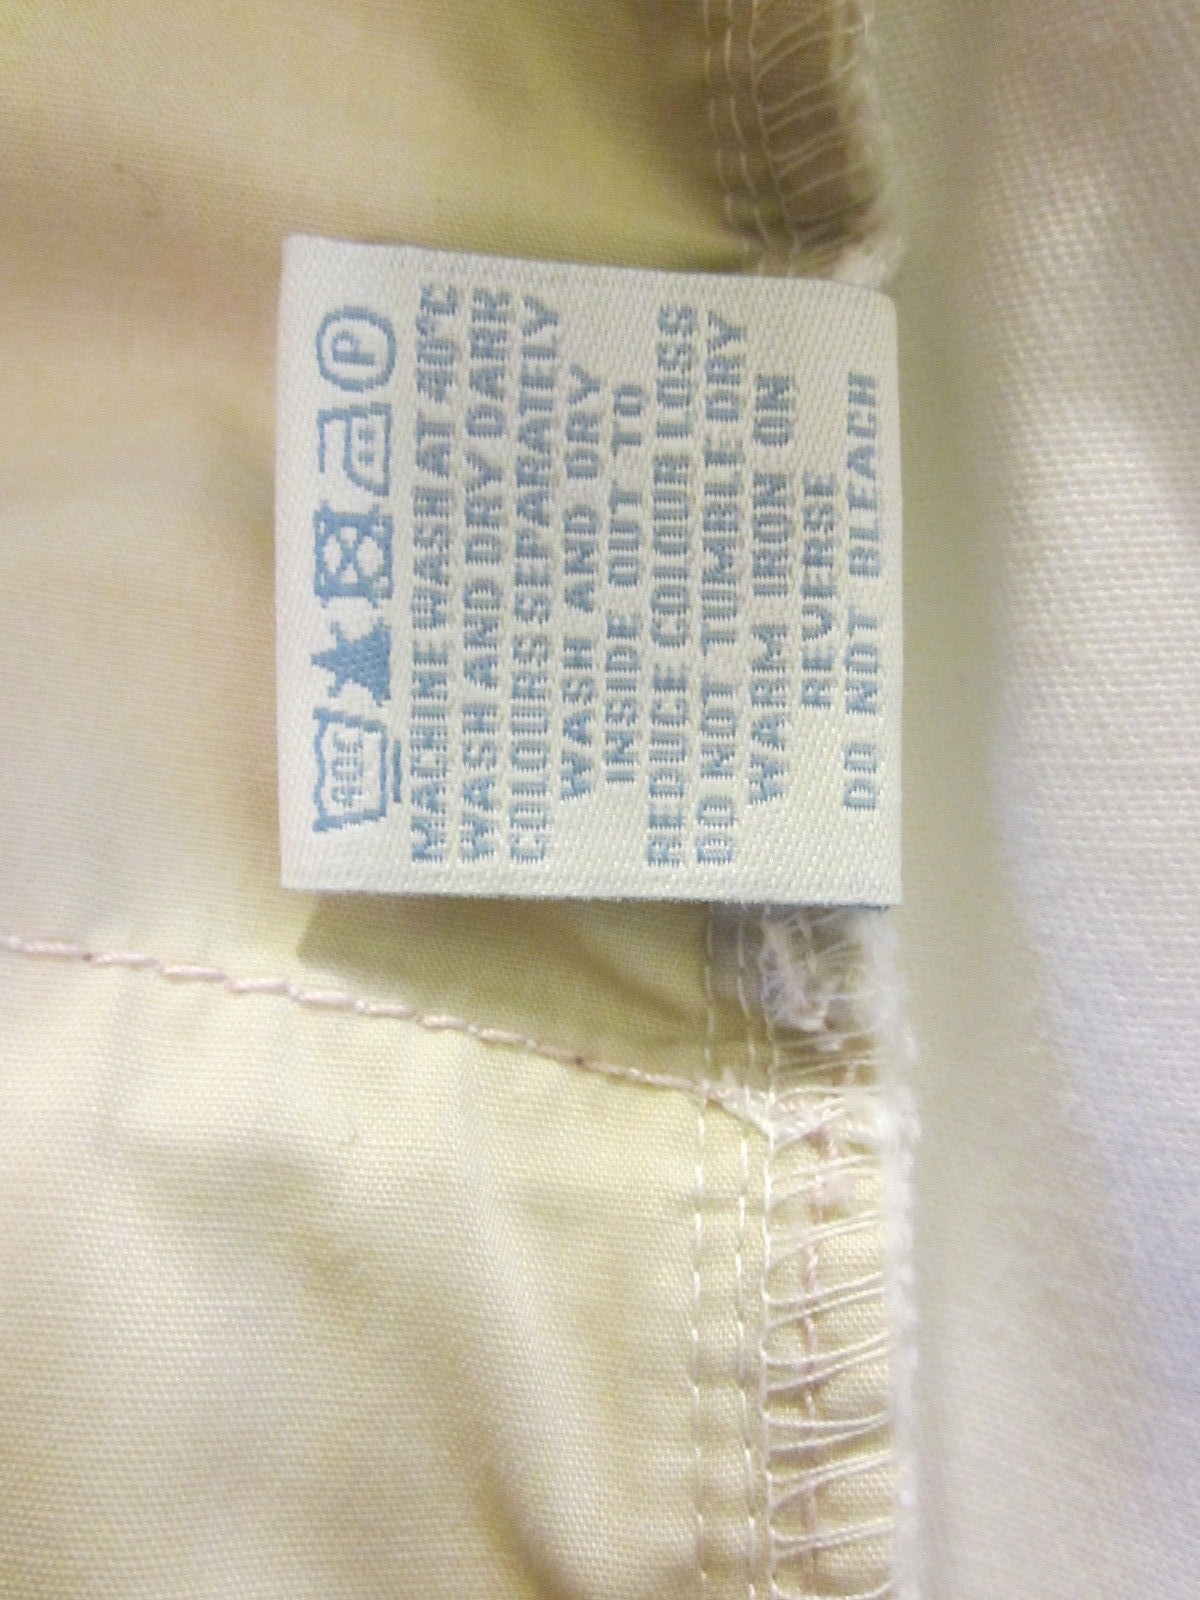 40°C P
MACHINE WASH AT 40°C
WASH AND DRY DARK
COLOURS SEPARATELY
WASH AND DRY
INSIDE OUT TO
REDUCE COLOUR LOSS
DO NOT TUMBLE DRY
WARM IRON ON
REVERSE
DO NOT BLEACH